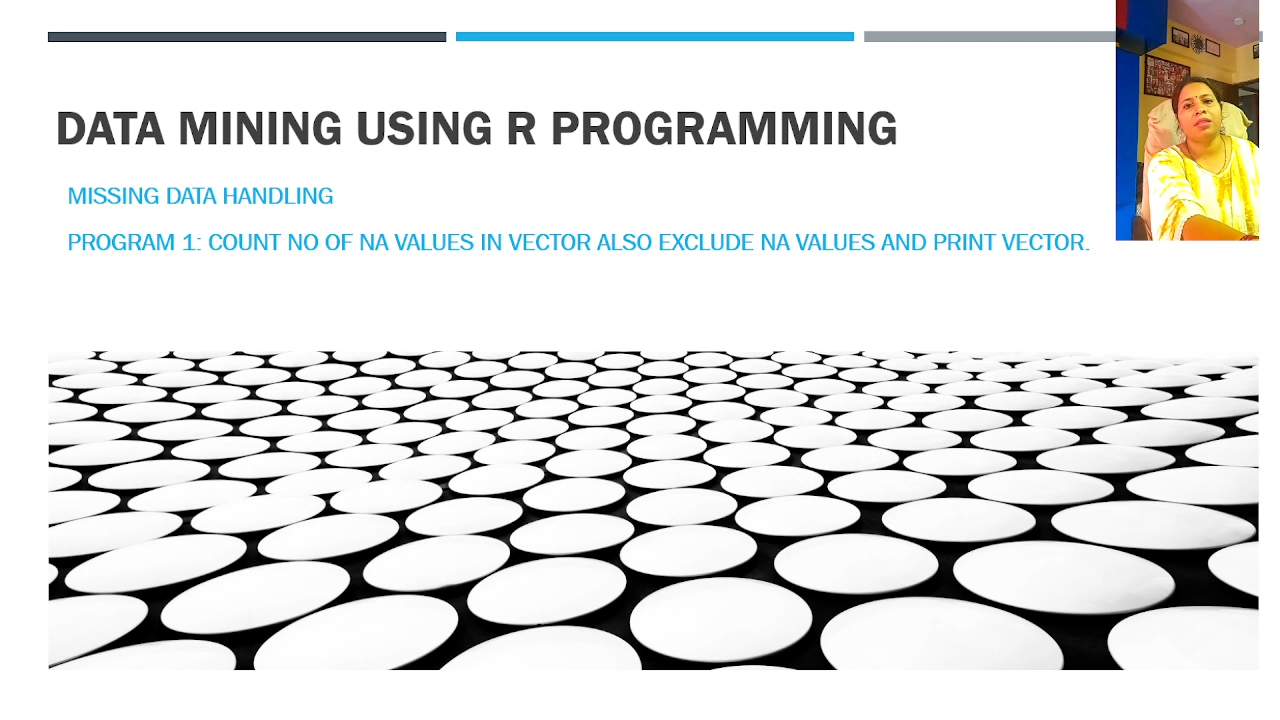 DATA MINING USING R PROGRAMMING
MISSING DATA HANDLING
PROGRAM 1: COUNT NO OF NA VALUES IN VECTOR ALSO EXCLUDE NA VALUES AND PRINT VECTOR.